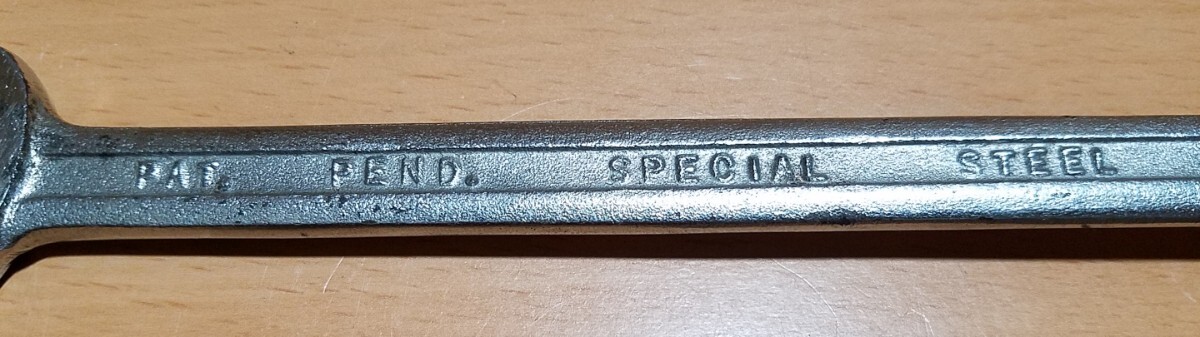 PAT. PEND. SPECIAL STEEL